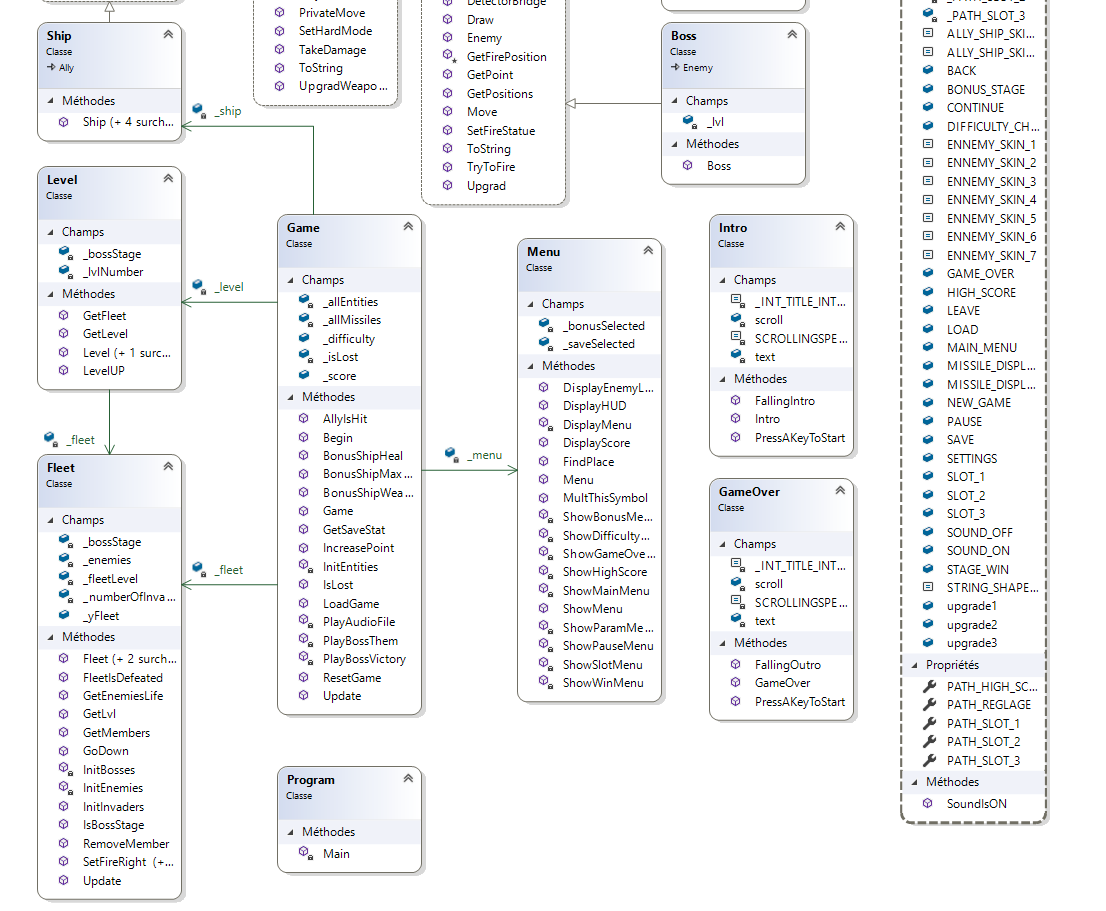 Ship
Classe
Ally
Méthodes
Ship (+ 4 surch...
_ship
PrivateMove
SetHardMode
TakeDamage
ToString
UpgradWeapo ...
DetectorBridge
Draw
Enemy
GetFirePosition
GetPoint
GetPositions
Move
SetFireStatue
ToString
TryToFire
Upgrad
Boss
Classe
Enemy
Champs
_lvl
Méthodes
Boss
Level
Classe
Champs
_bossStage
_lvlNumber
Méthodes
GetFleet
GetLevel
Level (+ 1 surc...
LevelUP
_level
_fleet
Fleet
Classe
Champs
_bossStage
_enemies
_fleetLevel
_numberOfInva...
_yFleet
Méthodes
Fleet (+ 2 surch...
FleetIsDefeated
GetEnemiesLife
GetLvl
GetMembers
GoDown
InitBosses
InitEnemies
InitInvaders
IsBossStage
RemoveMember
SetFireRight (+...
Update
_fleet
Game
Classe
Champs
_allEntities
_allMissiles
_difficulty
_isLost
_score
Méthodes
AllyIsHit
Begin
BonusShipHeal
BonusShipMax ...
BonusShipWea ...
Game
GetSaveStat
IncreasePoint
InitEntities
IsLost
LoadGame
PlayAudioFile
PlayBossThem
PlayBossVictory
ResetGame
Update
_menu
Program
Classe
Méthodes
Main
Menu
Classe
Champs
_bonusSelected
_saveSelected
Méthodes
DisplayEnemyL...
DisplayHUD
DisplayMenu
DisplayScore
FindPlace
Menu
MultThisSymbol
ShowBonusMe...
ShowDifficulty...
ShowGameOve...
ShowHighScore
ShowMainMenu
ShowMenu
ShowParamMe...
ShowPauseMenu
ShowSlotMenu
ShowWinMenu
Intro
Classe
Champs
_INT_TITLE_INT...
scroll
SCROLLINGSPE...
text
Méthodes
FallingIntro
Intro
PressAKeyToStart
GameOver
Classe
Champs
_INT_TITLE_INT...
scroll
SCROLLINGSPE...
text
Méthodes
FallingOutro
GameOver
PressAKeyToStart
_PATH_SLOT_3
ALLY_SHIP_SKI...
ALLY_SHIP_SKI...
BACK
BONUS_STAGE
CONTINUE
DIFFICULTY_CH...
ENNEMY_SKIN_1
ENNEMY_SKIN_2
ENNEMY_SKIN_3
ENNEMY_SKIN_4
ENNEMY_SKIN_5
ENNEMY_SKIN_6
ENNEMY_SKIN_7
GAME_OVER
HIGH_SCORE
LEAVE
LOAD
MAIN_MENU
MISSILE_DISPL...
MISSILE_DISPL...
NEW_GAME
PAUSE
SAVE
SETTINGS
SLOT_1
SLOT_2
SLOT_3
SOUND_OFF
SOUND_ON
STAGE_WIN
STRING_SHAPE...
upgrade1
upgrade2
upgrade3
Propriétés
PATH_HIGH_SC...
PATH_REGLAGE
PATH_SLOT_1
PATH_SLOT_2
PATH_SLOT_3
Méthodes
SoundIsON